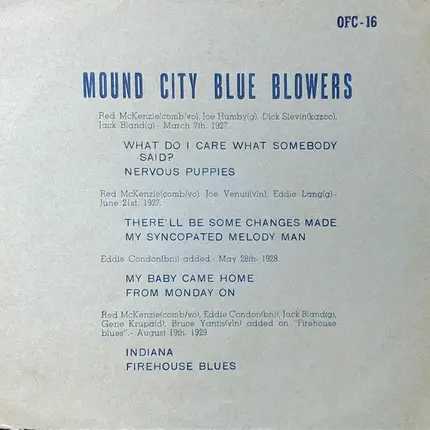 OFC-16
MOUND CITY BLUE BLOWERS
Red McKenzie(comb/vo), Joe Humby(g), Dick Slevin(kazoo),
Jack Bland(g)- March 7th. 1927.
WHAT DO I CARE WHAT SOMEBODY
SAID?
NERVOUS PUPPIES
Red McKenzie(comb/vo) Joe Venuti(vln), Eddie Lang(g)-
June 21st. 1927.
THERE'LL BE SOME CHANGES MADE
MY SYNCOPATED MELODY MAN
Eddie Condon(bnj) added- May 28th- 1928.
MY BABY CAME HOME
FROM MONDAY ON
Red McKenzie(comb/vo), Eddie Condon(bnj), Jack Bland(g),
Gene Krupa(d). Bruce Yantis(vln) added on "Firehouse
blues".- August 19th. 1929.
INDIANA
FIREHOUSE BLUES